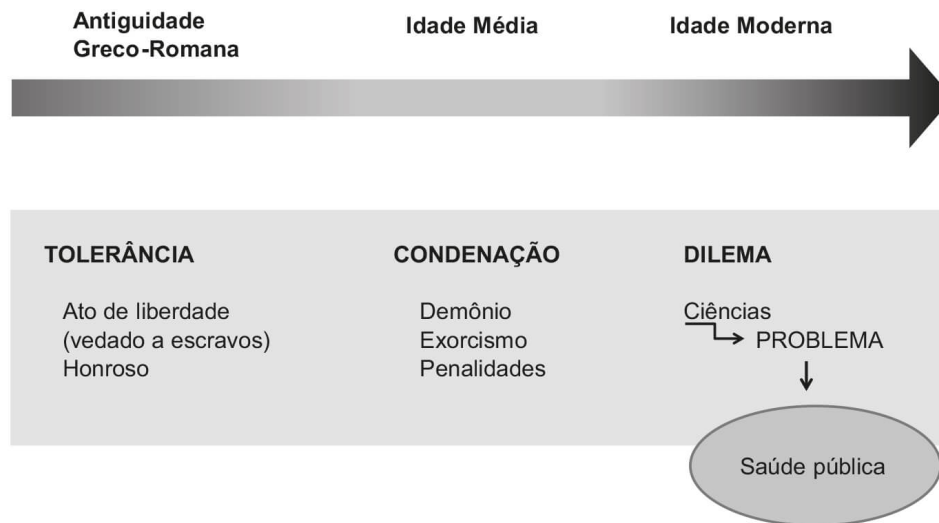 Antiguidade
Greco-Romana
Idade Média
Idade Moderna
TOLERÂNCIA
Ato de liberdade
(vedado a escravos)
Honroso
CONDENAÇÃO
Demônio
Exorcismo
Penalidades
DILEMA
Ciências
PROBLEMA
Saúde pública